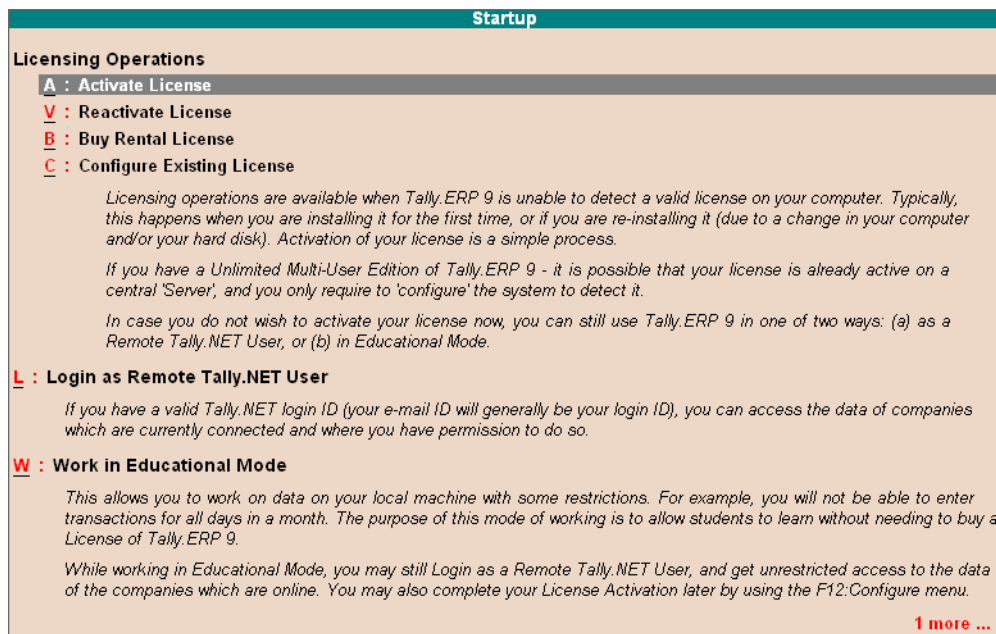 Startup
Licensing Operations
A : Activate License
V : Reactivate License
B : Buy Rental License
C : Configure Existing License
Licensing operations are available when Tally.ERP 9 is unable to detect a valid license on your computer. Typically,
this happens when you are installing it for the first time, or if you are re-installing it (due to a change in your computer
and/or your hard disk). Activation of your license is a simple process.
If you have a Unlimited Multi-User Edition of Tally.ERP 9 - it is possible that your license is already active on a
central 'Server', and you only require to 'configure' the system to detect it.
In case you do not wish to activate your license now, you can still use Tally.ERP 9 in one of two ways: (a) as a
Remote Tally.NET User, or (b) in Educational Mode.
L : Login as Remote Tally.NET User
If you have a valid Tally.NET login ID (your e-mail ID will generally be your login ID), you can access the data of companies
which are currently connected and where you have permission to do so.
W : Work in Educational Mode
This allows you to work on data on your local machine with some restrictions. For example, you will not be able to enter
transactions for all days in a month. The purpose of this mode of working is to allow students to learn without needing to buy a
License of Tally.ERP 9.
While working in Educational Mode, you may still Login as a Remote Tally.NET User, and get unrestricted access to the data
of the companies which are online. You may also complete your License Activation later by using the F12:Configure menu.
1 more ...